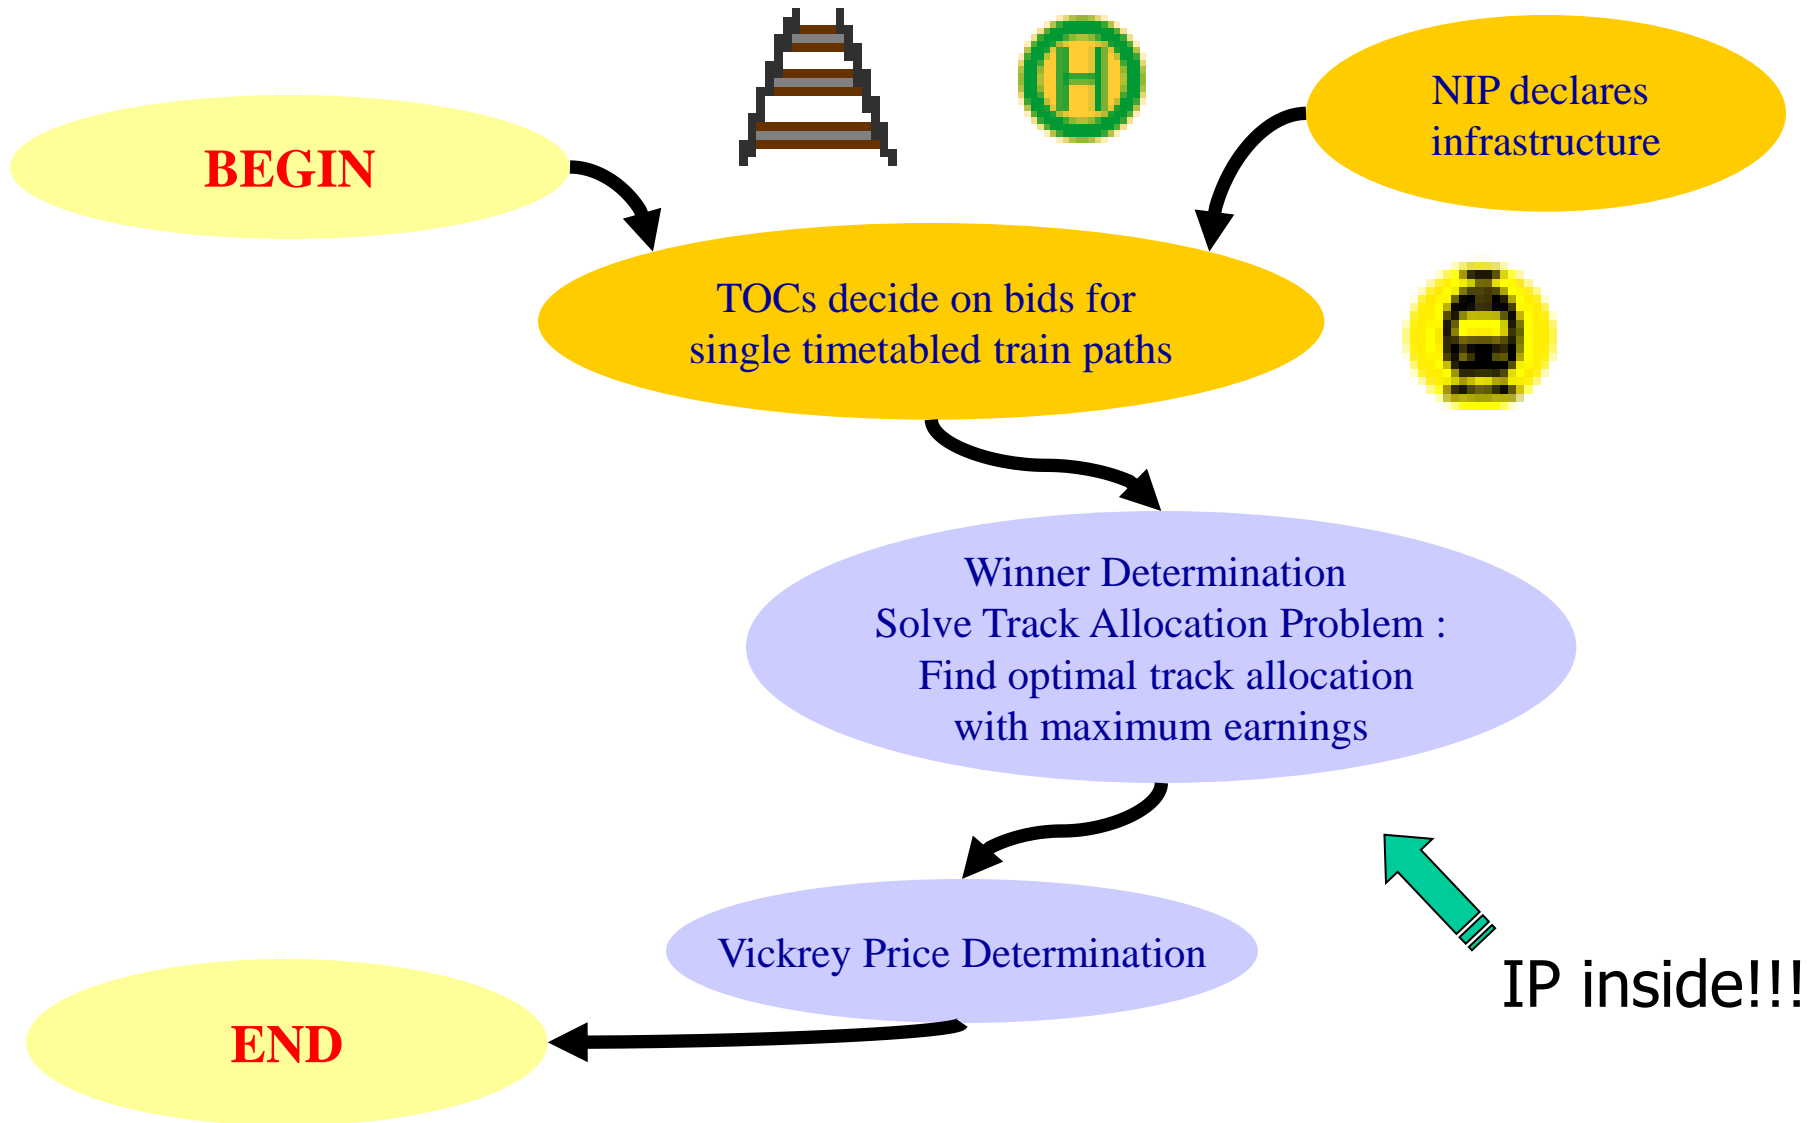 H
NIP declares
infrastructure
BEGIN
TOCs decide on bids for
single timetabled train paths
Winner Determination
Solve Track Allocation Problem :
Find optimal track allocation
with maximum earnings
Vickrey Price Determination
IP inside!!!
END